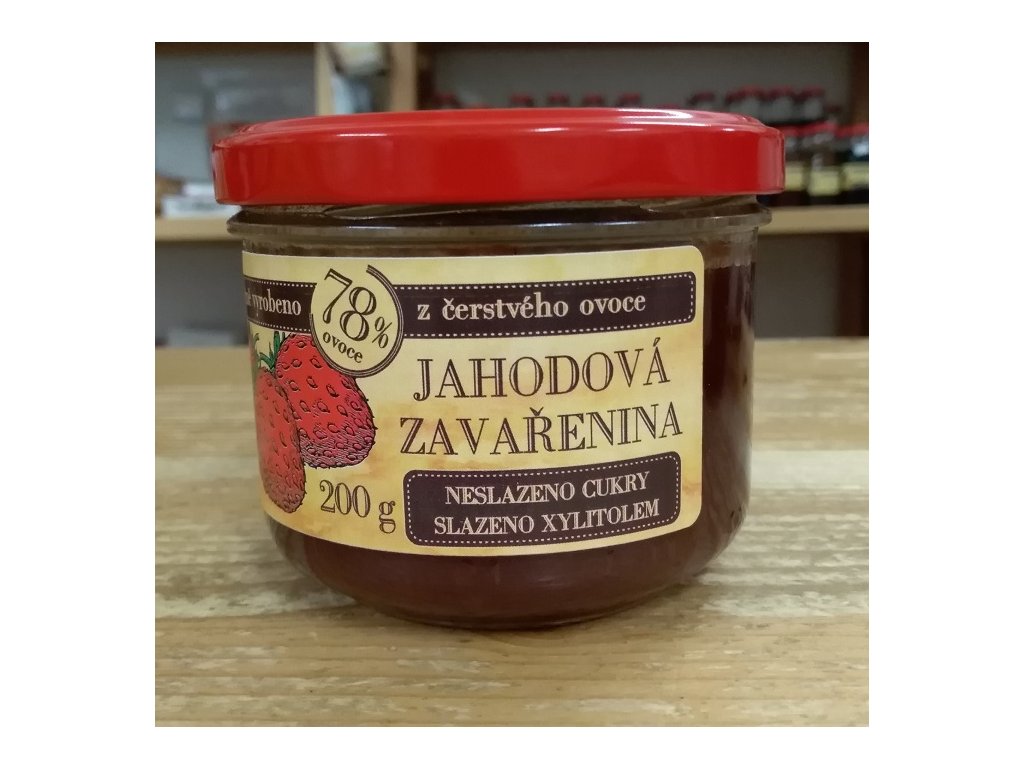 vyrobeno
78%
ovoce
z čerstvého ovoce
JAHODOVÁ
ZAVAŘENINA
200 g
NESLAZENO CUKRY
SLAZENO XYLITOLEM